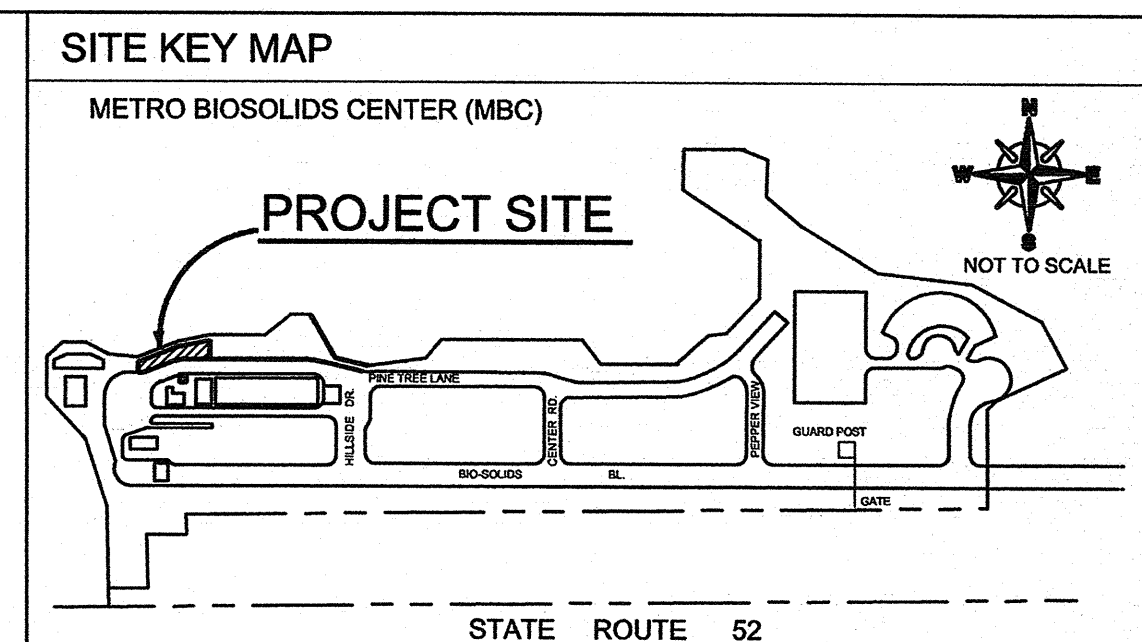 SITE KEY MAP
METRO BIOSOLIDS CENTER (MBC)
N
W E
S
NOT TO SCALE
PROJECT SITE
PINE TREE LANE
HILLSIDE DR.
CENTER RD.
PEPPER VIEW
GUARD POST
BIO-SOLIDS BL.
GATE
STATE ROUTE 52